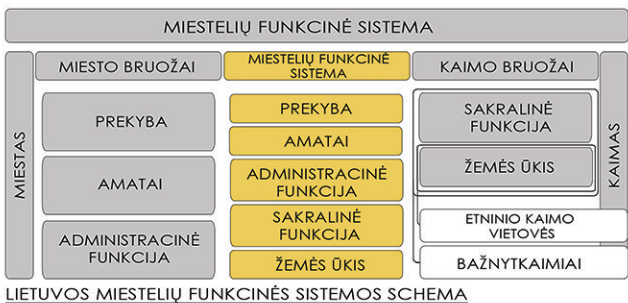 MIESTELIŲ FUNKCINĖ SISTEMA
MIESTAS
MIESTO BRUOŽAI
PREKYBA
AMATAI
ADMINISTRACINĖ
FUNKCIJA
MIESTELIŲ FUNKCINĖ
SISTEMA
PREKYBA
AMATAI
ADMINISTRACINĖ
FUNKCIJA
SAKRALINĖ
FUNKCIJA
ŽEMĖS ŪKIS
KAIMO BRUOŽAI
SAKRALINĖ
FUNKCIJA
ŽEMĖS ŪKIS
ETNINIO KAIMO
VIETOVĖS
BAŽNYTKAIMIAI
KAIMAS
LIETUVOS MIESTELIŲ FUNKCINĖS SISTEMOS SCHEMA